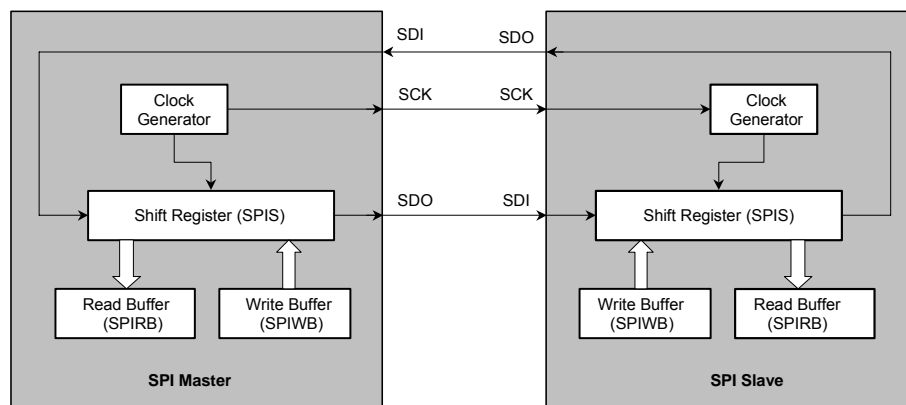 SDI SDO
SCK SCK
Clock
Generator
Clock
Generator
Shift Register (SPIS)
SDO SDI
Shift Register (SPIS)
Read Buffer
(SPIRB)
Write Buffer
(SPIWB)
Write Buffer
(SPIWB)
Read Buffer
(SPIRB)
SPI Master
SPI Slave